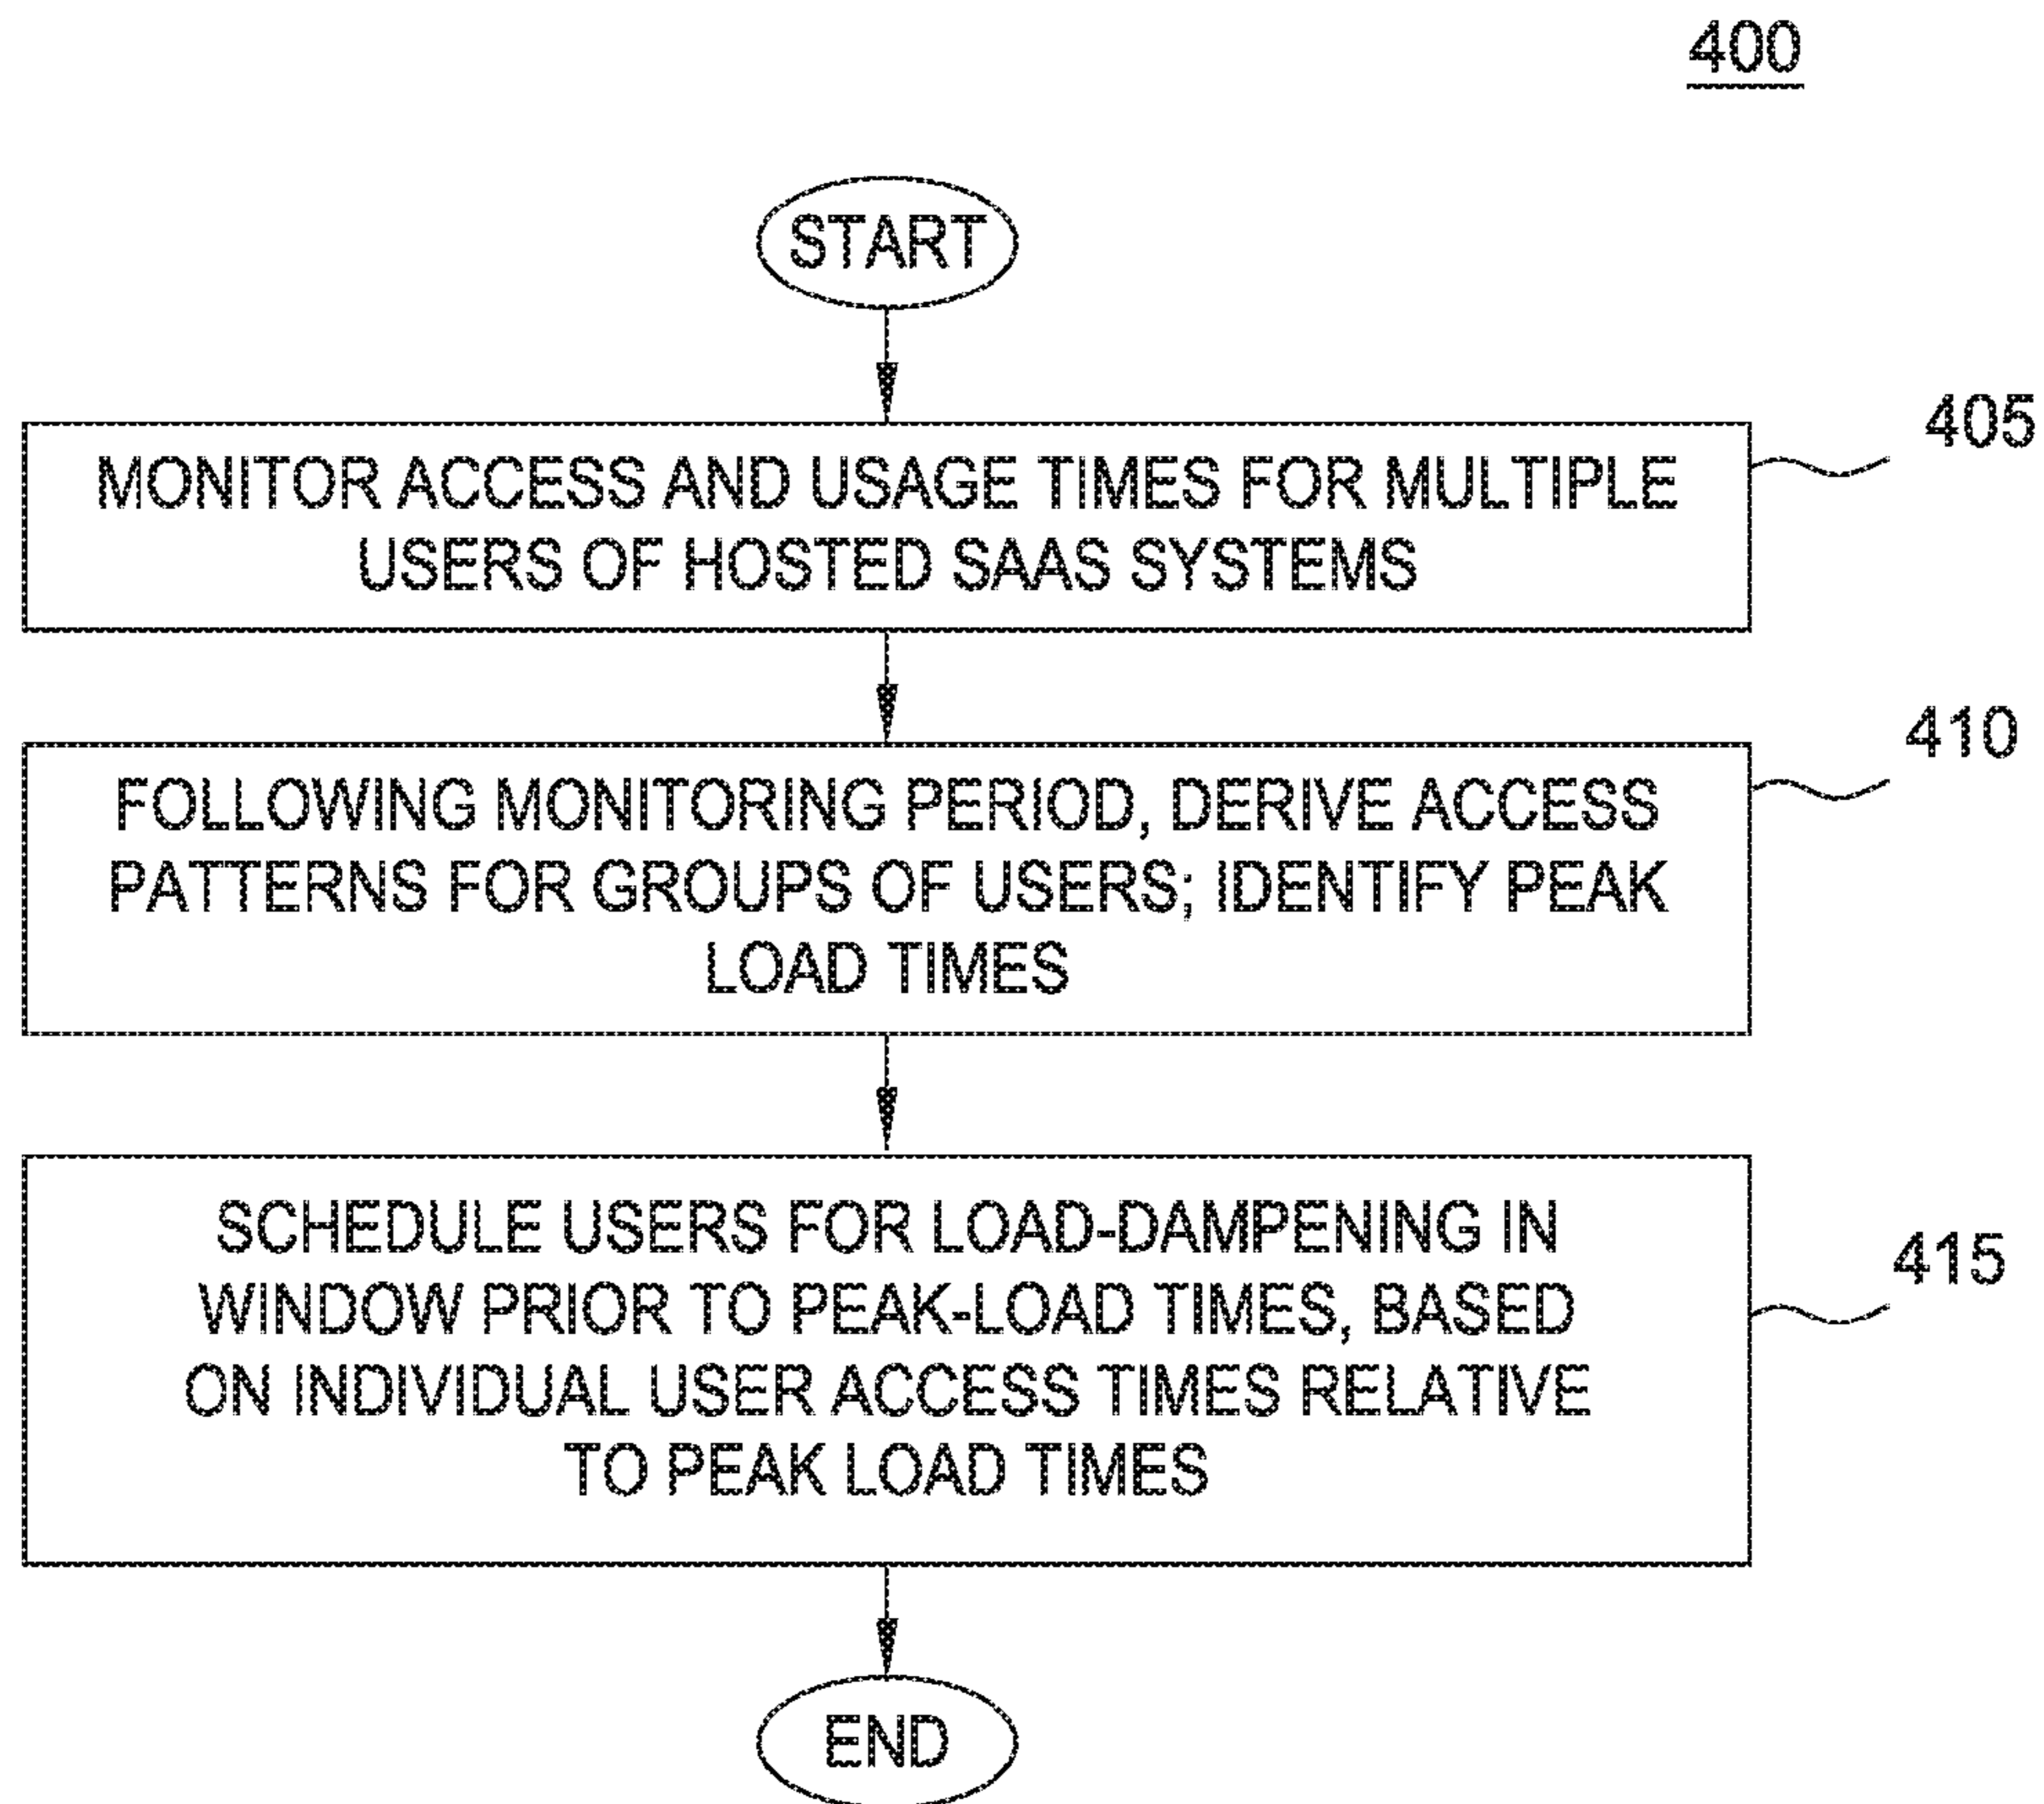 400
START
405
MONITOR ACCESS AND USAGE TIMES FOR MULTIPLE
USERS OF HOSTED SAAS SYSTEMS
410
FOLLOWING MONITORING PERIOD, DERIVE ACCESS
PATTERNS FOR GROUPS OF USERS; IDENTIFY PEAK
LOAD TIMES
415
SCHEDULE USERS FOR LOAD-DAMPENING IN
WINDOW PRIOR TO PEAK-LOAD TIMES, BASED
ON INDIVIDUAL USER ACCESS TIMES RELATIVE
TO PEAK LOAD TIMES
END